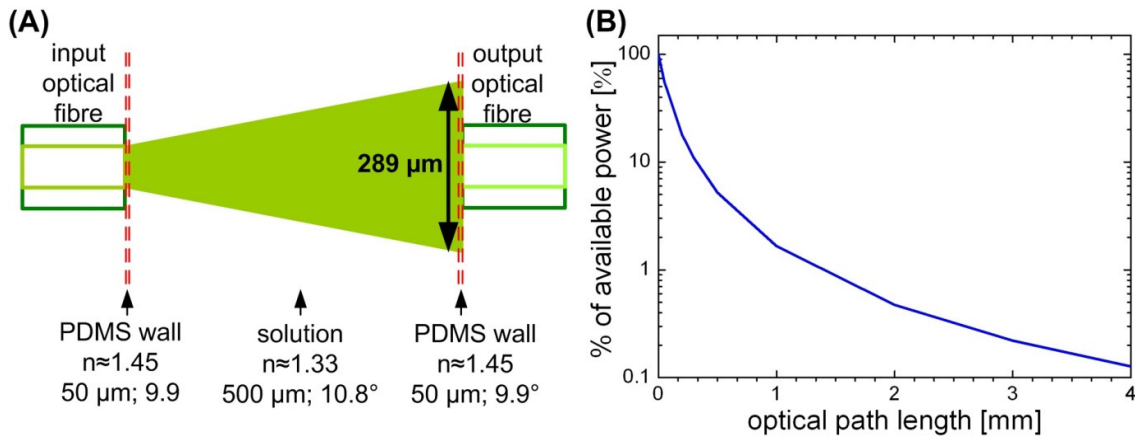 (A)
input
optical
fibre
output
optical
fibre
289 µm
PDMS wall
n≈1.45
50 µm; 9.9
solution
n≈1.33
500 µm; 10.8°
PDMS wall
n≈1.45
50 µm; 9.9°
(B)
% of available power [%]
100
10
1
0.1
0 1 2 3 4
optical path length [mm]